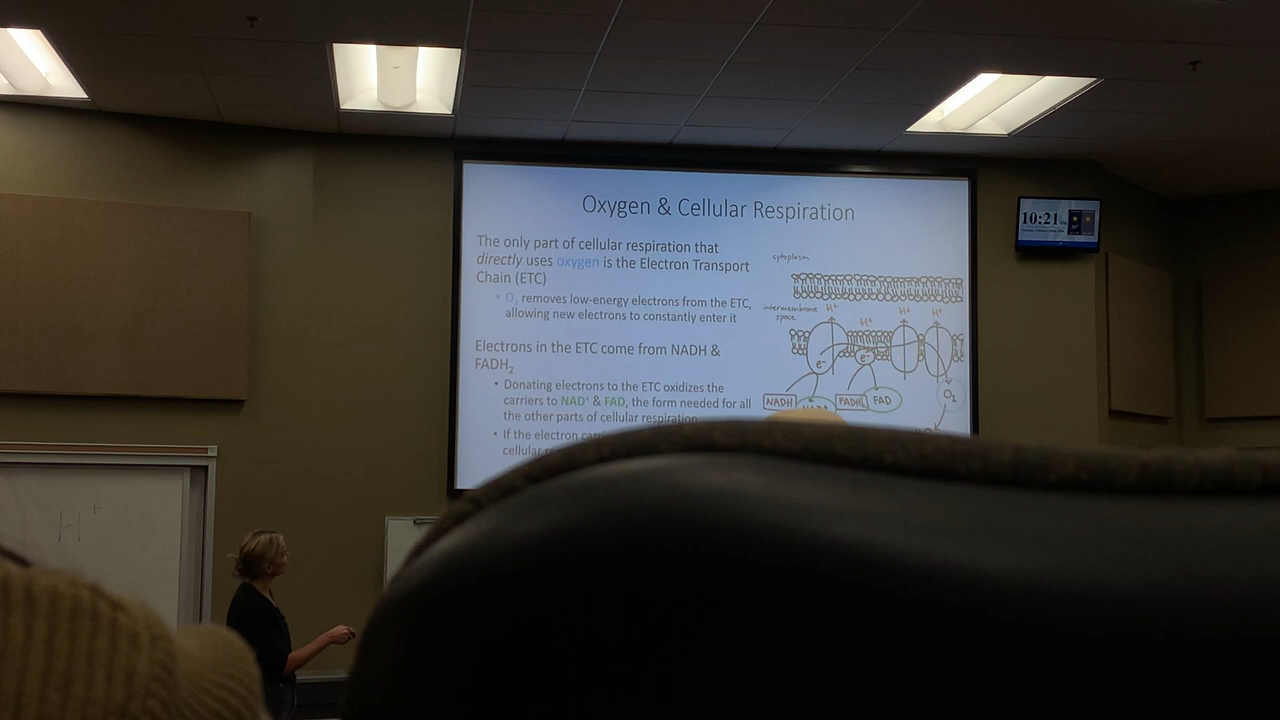 Oxygen & Cellular Respiration
The only part of cellular respiration that
directly uses oxygen is the Electron Transport
Chain (ETC)
• O₂ removes low-energy electrons from the ETC,
allowing new electrons to constantly enter it
Electrons in the ETC come from NADH &
FADH₂
• Donating electrons to the ETC oxidizes the
carriers to NAD⁺ & FAD, the form needed for all
the other parts of cellular respiration
• If the electron
cellular
cytoplasm
intermembrane
space
H⁺
H⁺
H⁺
H⁺
e⁻
e⁻
NADH
FADH₂
FAD
O₂
10:21
H⁺